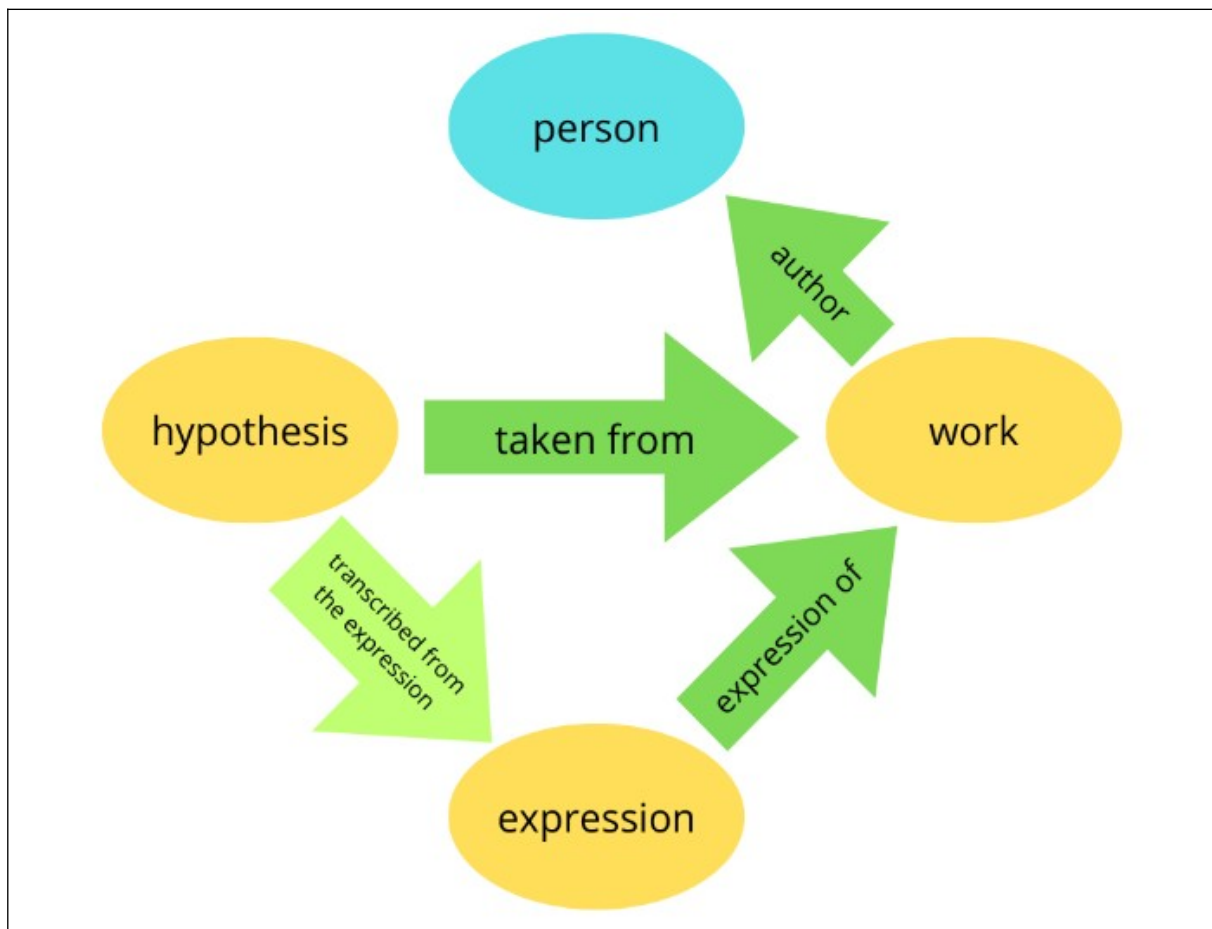 person
author
hypothesis
taken from
work
transcribed from
the expression
expression of
expression